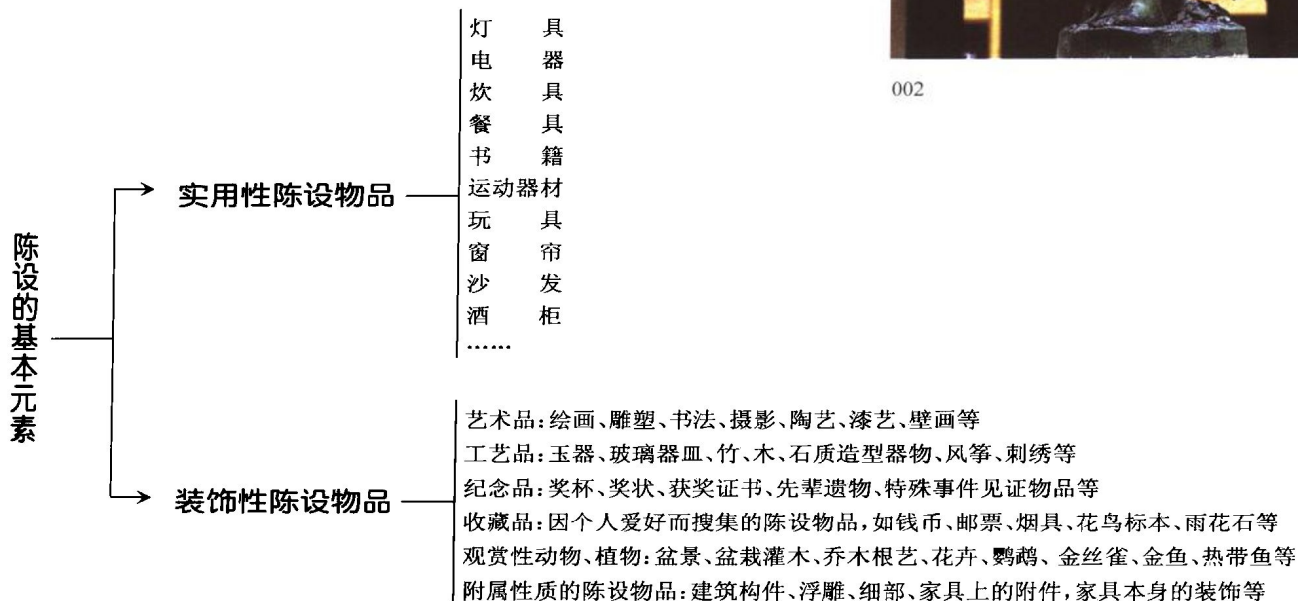 002
陈设的基本元素
实用性陈设物品
灯具
电器
炊具
餐具
书籍
运动器材
玩具
窗帘
沙发
酒柜
……
装饰性陈设物品
艺术品:绘画、雕塑、书法、摄影、陶艺、漆艺、壁画等
工艺品:玉器、玻璃器皿、竹、木、石质造型器物、风筝、刺绣等
纪念品:奖杯、奖状、获奖证书、先辈遗物、特殊事件见证物品等
收藏品:因个人爱好而搜集的陈设物品,如钱币、邮票、烟具、花鸟标本、雨花石等
观赏性动物、植物:盆景、盆栽灌木、乔木根艺、花卉、鹦鹉、金丝雀、金鱼、热带鱼等
附属性质的陈设物品:建筑构件、浮雕、细部、家具上的附件,家具本身的装饰等